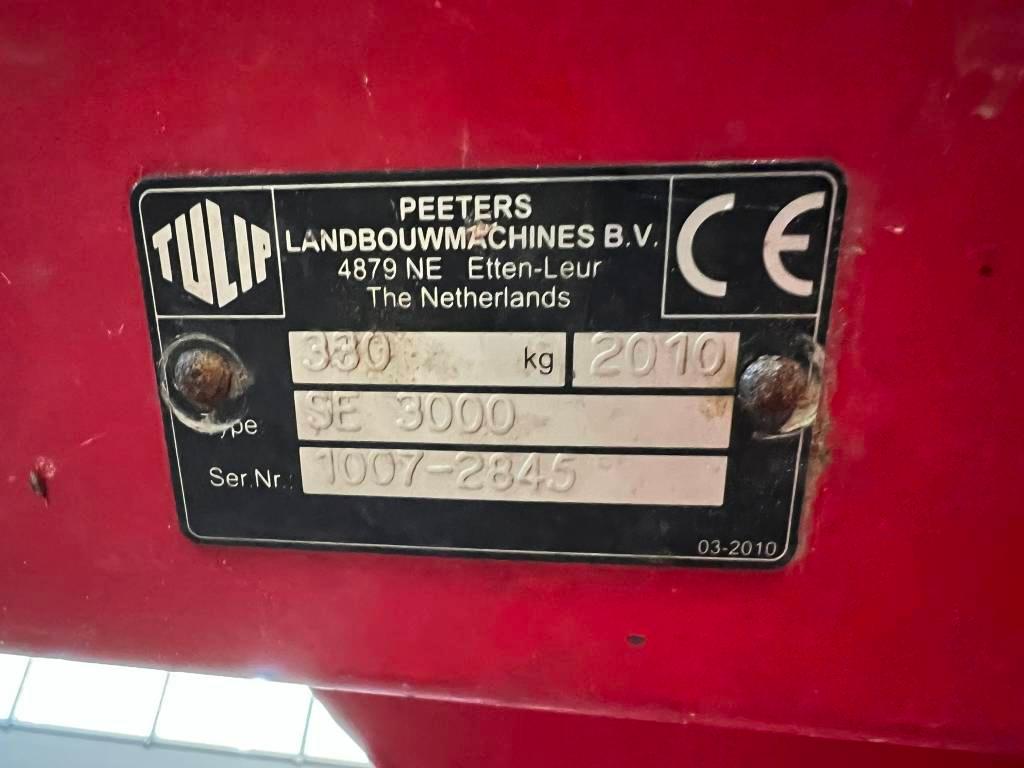 TULIP
PEETERS
LANDBOUWMACHINES B.V.
4879 NE Etten-Leur
The Netherlands
CE
330 kg 2010
Type SE 3000
Ser.Nr.: 1007-2845
03-2010